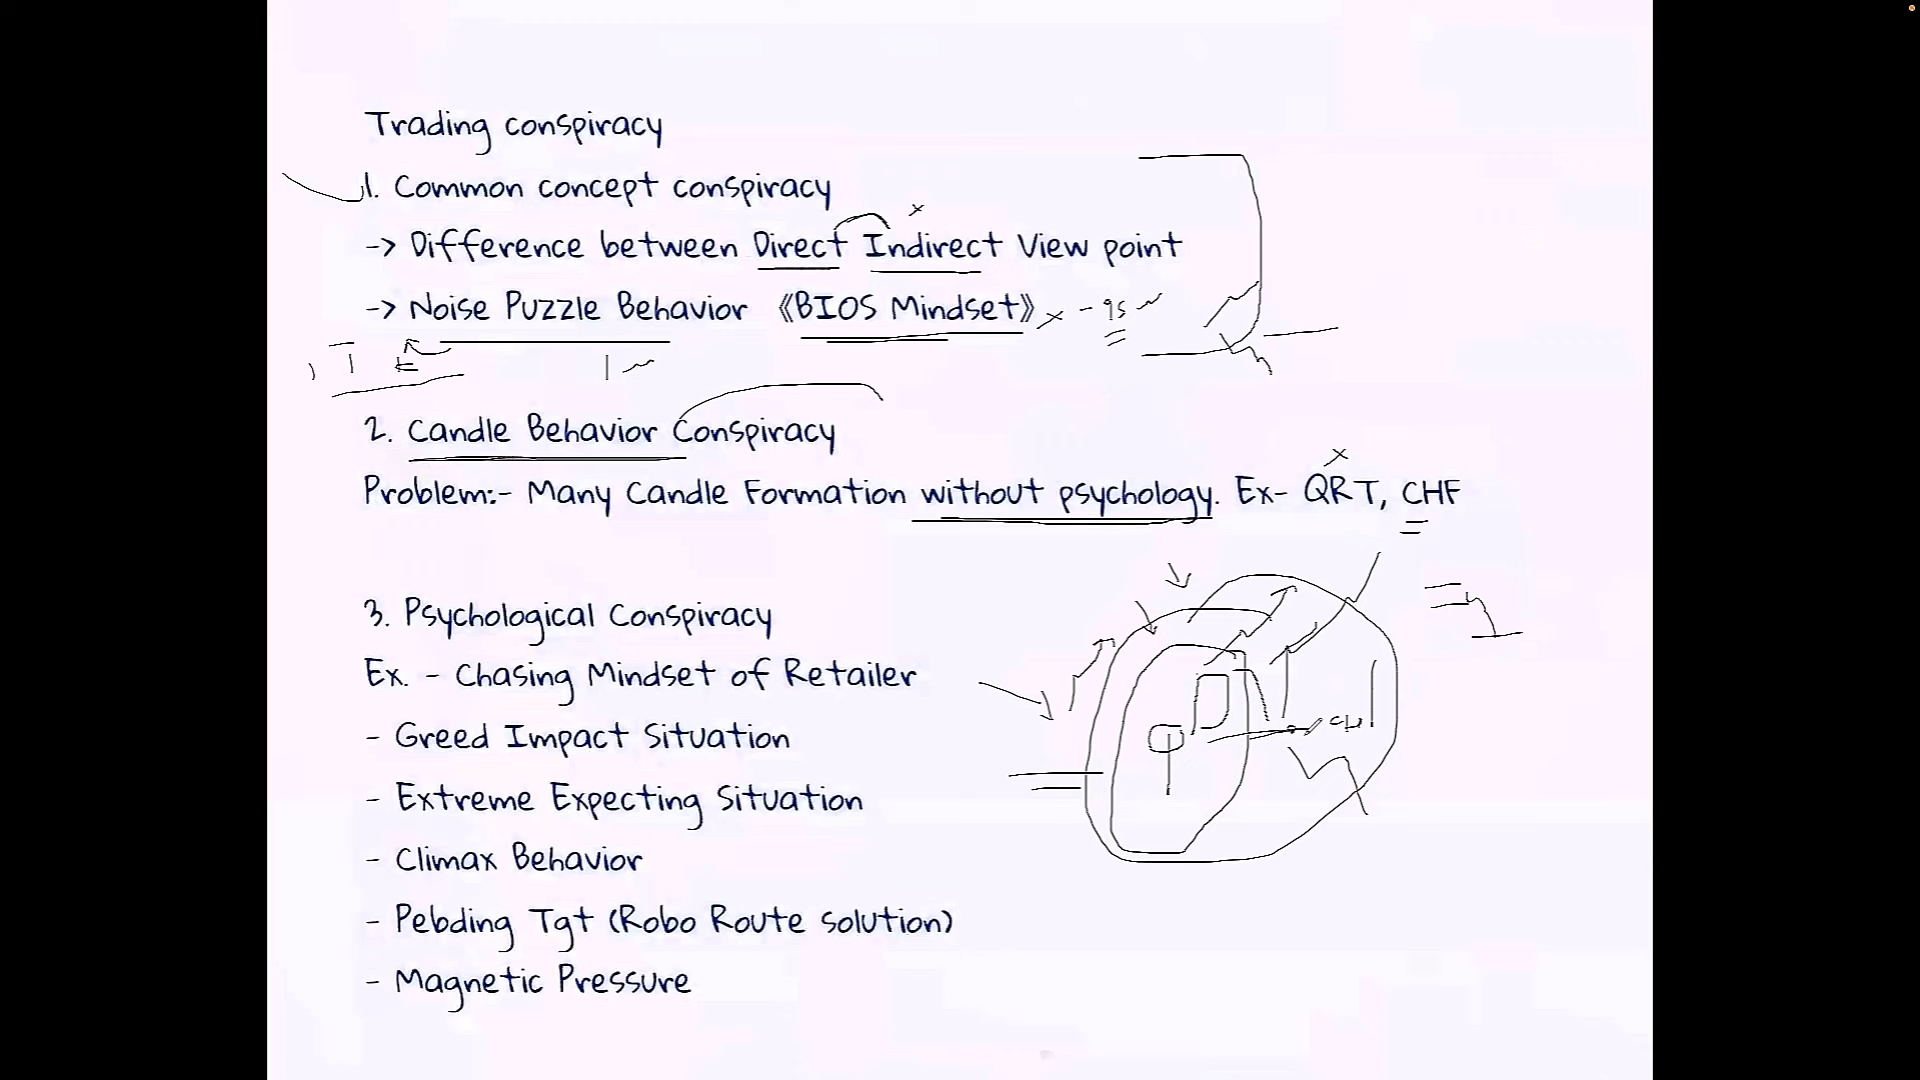 Trading conspiracy
1. Common concept conspiracy
-> Difference between Direct Indirect View point
-> Noise Puzzle Behavior 《BIOS Mindset》 x - 95
T E
2. Candle Behavior Conspiracy
Problem:- Many Candle Formation without psychology. Ex- QRT, CHF
3. Psychological Conspiracy
Ex. - Chasing Mindset of Retailer
- Greed Impact Situation
- Extreme Expecting Situation
- Climax Behavior
- Pebding Tgt (Robo Route solution)
- Magnetic Pressure